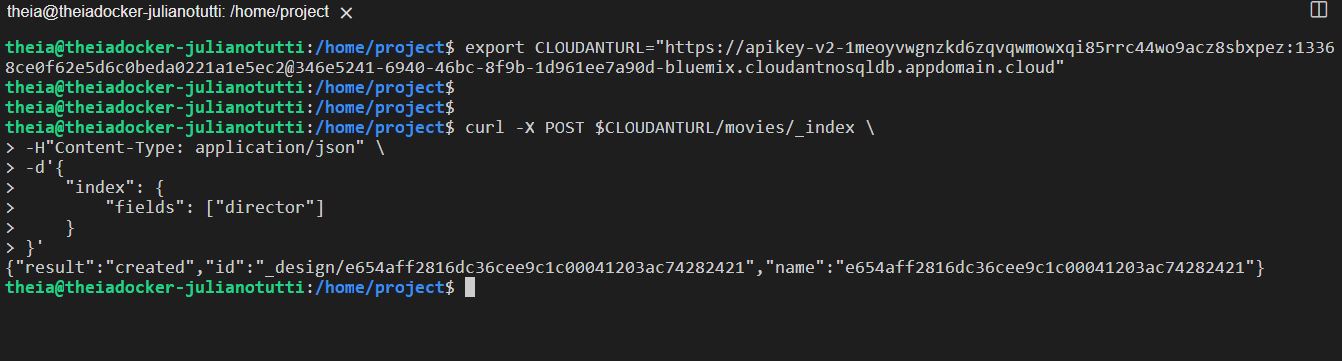 theia@theiadocker-julianotutti: /home/project ×
theia@theiadocker-julianotutti:/home/project$ export CLOUDANTURL="https://apikey-v2-1meoyvwgnzkd6zqvqwmowxqi85rrc44wo9acz8sbxpez:1336
8ce0f62e5d6c0beda0221a1e5ec2@346e5241-6940-46bc-8f9b-1d961ee7a90d-bluemix.cloudantnosqldb.appdomain.cloud"
theia@theiadocker-julianotutti:/home/project$
theia@theiadocker-julianotutti:/home/project$
theia@theiadocker-julianotutti:/home/project$ curl -X POST $CLOUDANTURL/movies/_index \
> -H"Content-Type: application/json" \
> -d'{
>     "index": {
>         "fields": ["director"]
>     }
> }'
{"result":"created","id":"_design/e654aff2816dc36cee9c1c00041203ac74282421","name":"e654aff2816dc36cee9c1c00041203ac74282421"}
theia@theiadocker-julianotutti:/home/project$